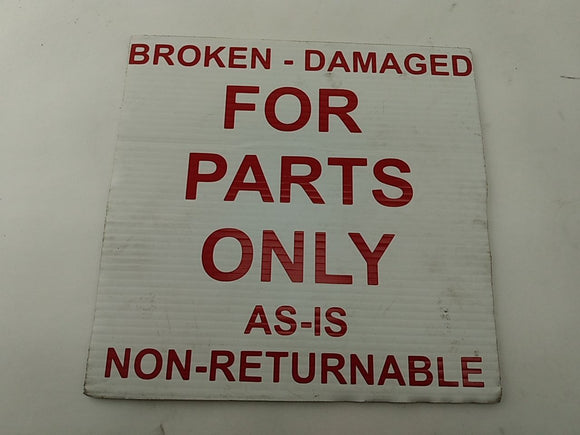 BROKEN - DAMAGED
FOR
PARTS
ONLY
AS-IS
NON-RETURNABLE